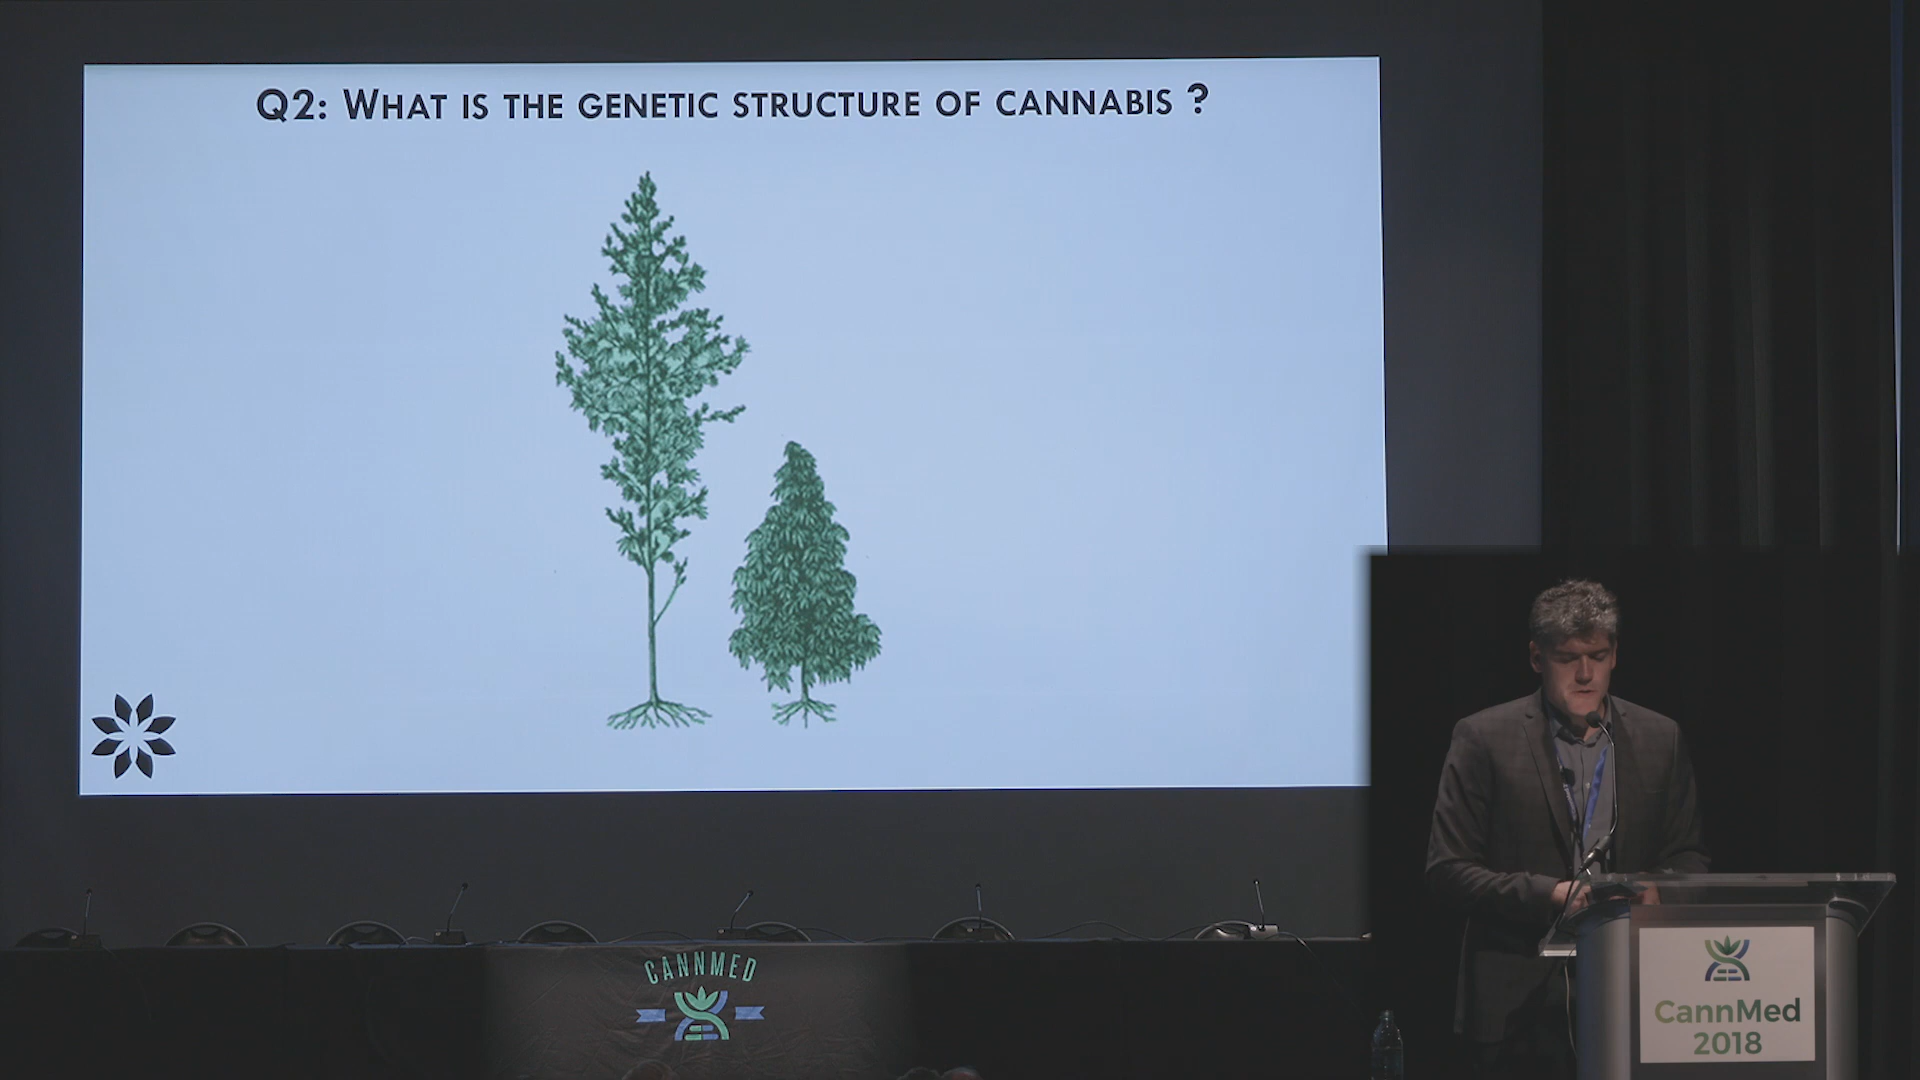 Q2: WHAT IS THE GENETIC STRUCTURE OF CANNABIS ?
CANNMED
CannMed
2018